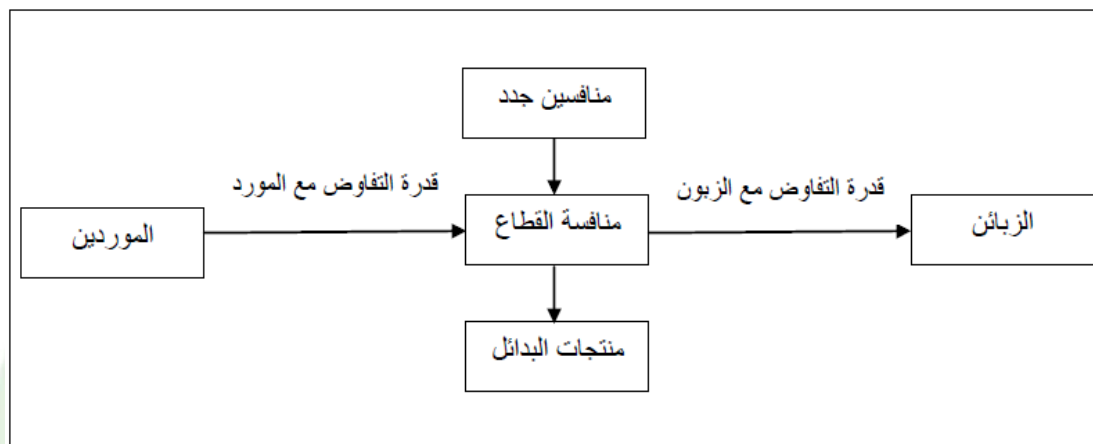 منافسين جدد
قدرة التفاوض مع الزبون
قدرة التفاوض مع المورد
الزبائن
منافسة القطاع
الموردين
منتجات البدائل